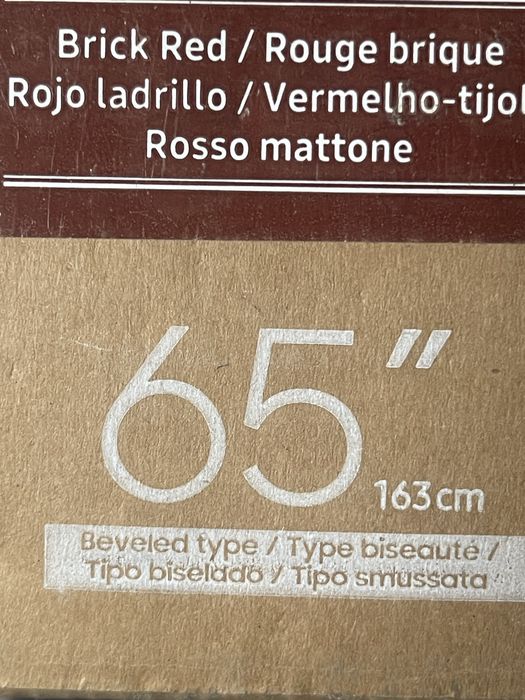 Brick Red / Rouge brique
Rojo ladrillo / Vermelho-tijol
Rosso mattone
65"
163cm
Beveled type / Type biseauté /
Tipo biselado / Tipo smussata